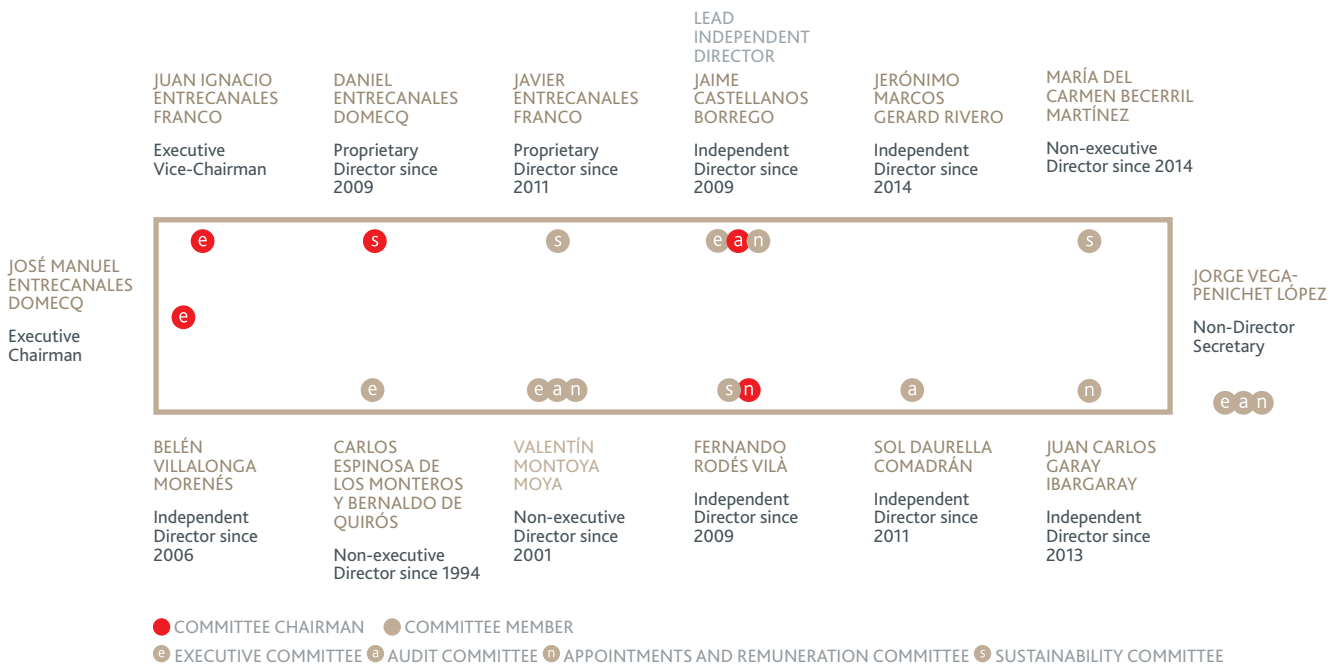 LEAD
INDEPENDENT
DIRECTOR
JUAN IGNACIO
ENTRECANALES
FRANCO
Executive
Vice-Chairman
DANIEL
ENTRECANALES
DOMECQ
Proprietary
Director since
2009
JAVIER
ENTRECANALES
FRANCO
Proprietary
Director since
2011
JAIME
CASTELLANOS
BORREGO
Independent
Director since
2009
JERÓNIMO
MARCOS
GERARD RIVERO
Independent
Director since
2014
MARÍA DEL
CARMEN BECERRIL
MARTÍNEZ
Non-executive
Director since 2014
e
s
s
e a n
s
JOSÉ MANUEL
ENTRECANALES
DOMECQ
Executive
Chairman
e
JORGE VEGA-
PENICHET LÓPEZ
Non-Director
Secretary
e a n
e
e a n
s n
a
n
BELÉN
VILLALONGA
MORENÉS
Independent
Director since
2006
CARLOS
ESPINOSA DE
LOS MONTEROS
Y BERNALDO DE
QUIRÓS
Non-executive
Director since 1994
VALENTÍN
MONTOYA
MOYA
Non-executive
Director since
2001
FERNANDO
RODÉS VILÀ
Independent
Director since
2009
SOL DAURELLA
COMADRÁN
Independent
Director since
2011
JUAN CARLOS
GARAY
IBARGARAY
Independent
Director since
2013
COMMITTEE CHAIRMAN COMMITTEE MEMBER
e EXECUTIVE COMMITTEE a AUDIT COMMITTEE n APPOINTMENTS AND REMUNERATION COMMITTEE s SUSTAINABILITY COMMITTEE